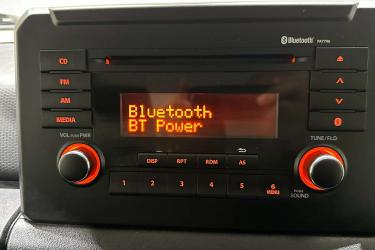 Bluetooth
CD
FM
AM
MEDIA
Bluetooth
BT Power
VOL PUSH PWR
TUNE/FLD
DISP RPT RDM AS
1 2 3 4 5 6
MENU
PUSH
SOUND